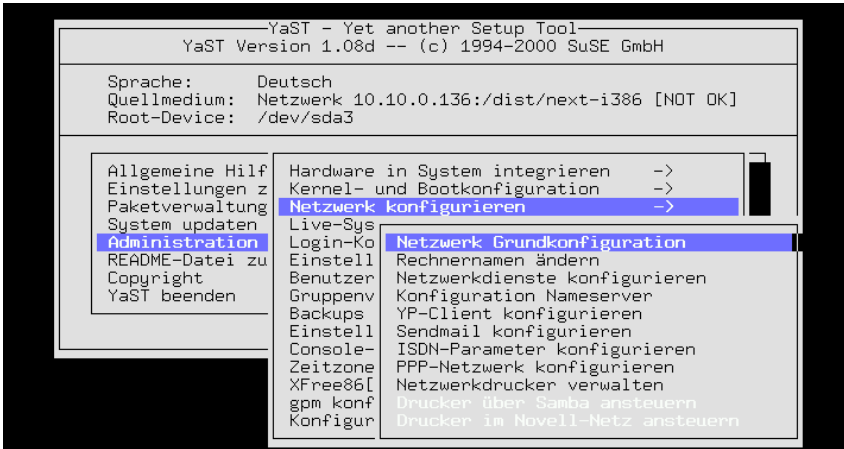 YaST - Yet another Setup Tool
YaST Version 1.08d -- (c) 1994-2000 SuSE GmbH
Sprache: Deutsch
Quellmedium: Netzwerk 10.10.0.136:/dist/next-i386 [NOT OK]
Root-Device: /dev/sda3
Allgemeine Hilf
Einstellungen z
Paketverwaltung
System updaten
Administration
README-Datei zu
Copyright
YaST beenden
Hardware in System integrieren ->
Kernel- und Bootkonfiguration ->
Netzwerk konfigurieren ->
Live-Sys
Login-Ko
Einstell
Benutzer
Gruppenv
Backups
Einstell
Console-
Zeitzone
XFree86[
gpm konf
Konfigur
Netzwerk Grundkonfiguration
Rechnernamen ändern
Netzwerkdienste konfigurieren
Konfiguration Nameserver
YP-Client konfigurieren
Sendmail konfigurieren
ISDN-Parameter konfigurieren
PPP-Netzwerk konfigurieren
Netzwerkdrucker verwalten
Drucker über Samba ansteuern
Drucker im Novell-Netz ansteuern